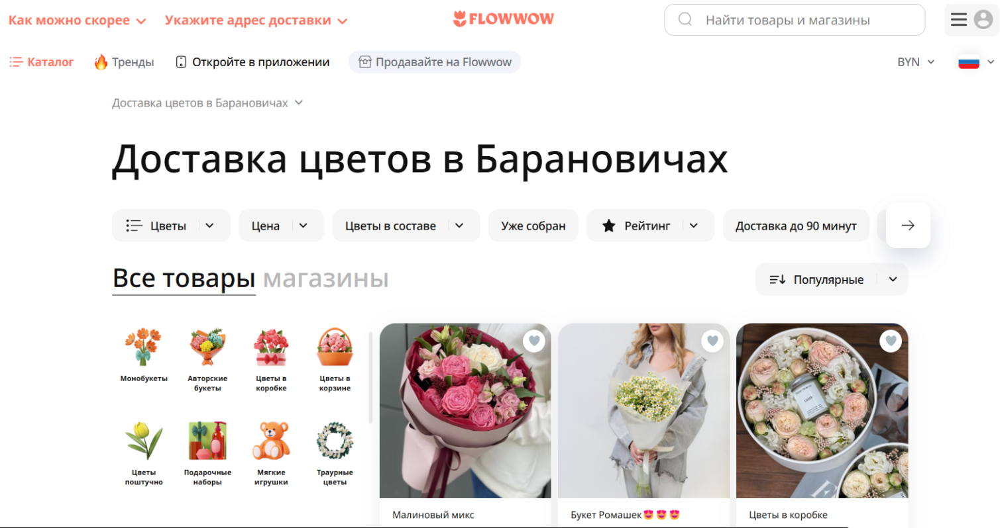 Как можно скорее
Укажите адрес доставки
FLOWWOW
Найти товары и магазины
Каталог
Тренды
Откройте в приложении
Продавайте на Flowwow
BYN
Доставка цветов в Барановичах
Доставка цветов в Барановичах
Цветы
Цена
Цветы в составе
Уже собран
Рейтинг
Доставка до 90 минут
Все товары магазины
Популярные
Монобукеты
Авторские
букеты
Цветы в
коробке
Цветы в
корзине
Цветы
поштучно
Подарочные
наборы
Мягкие
игрушки
Траурные
цветы
Малиновый микс
Букет Ромашек😍😍😍
Цветы в коробке